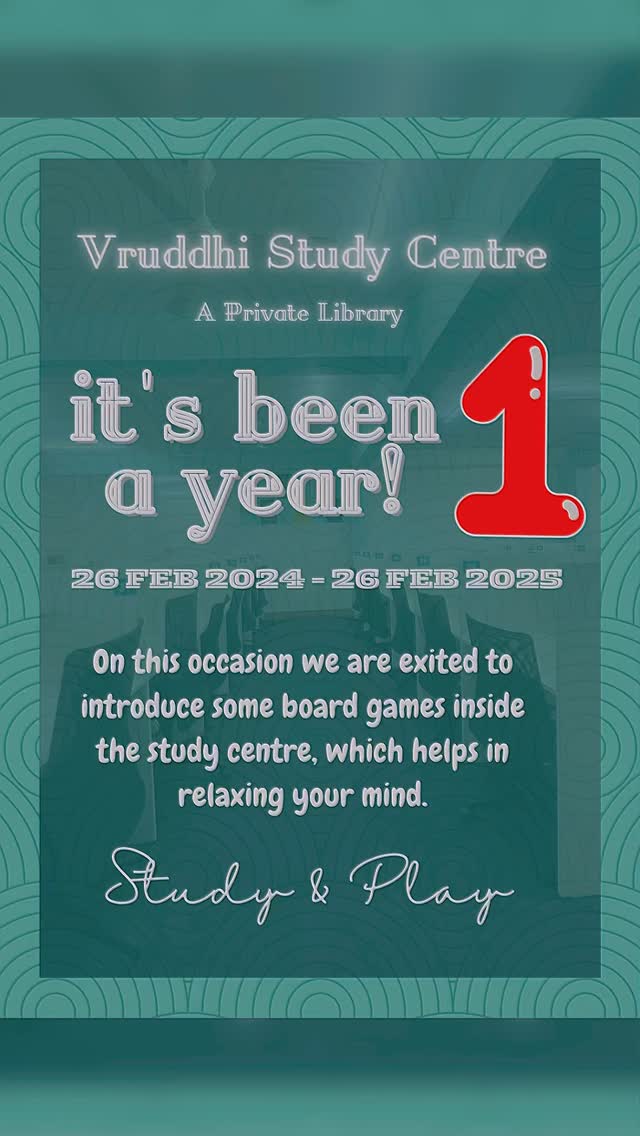 Vruddhi Study Centre
A Private Library
it's been
a year!
1
26 FEB 2024 - 26 FEB 2025
On this occasion we are exited to
introduce some board games inside
the study centre, which helps in
relaxing your mind.
Study & Play